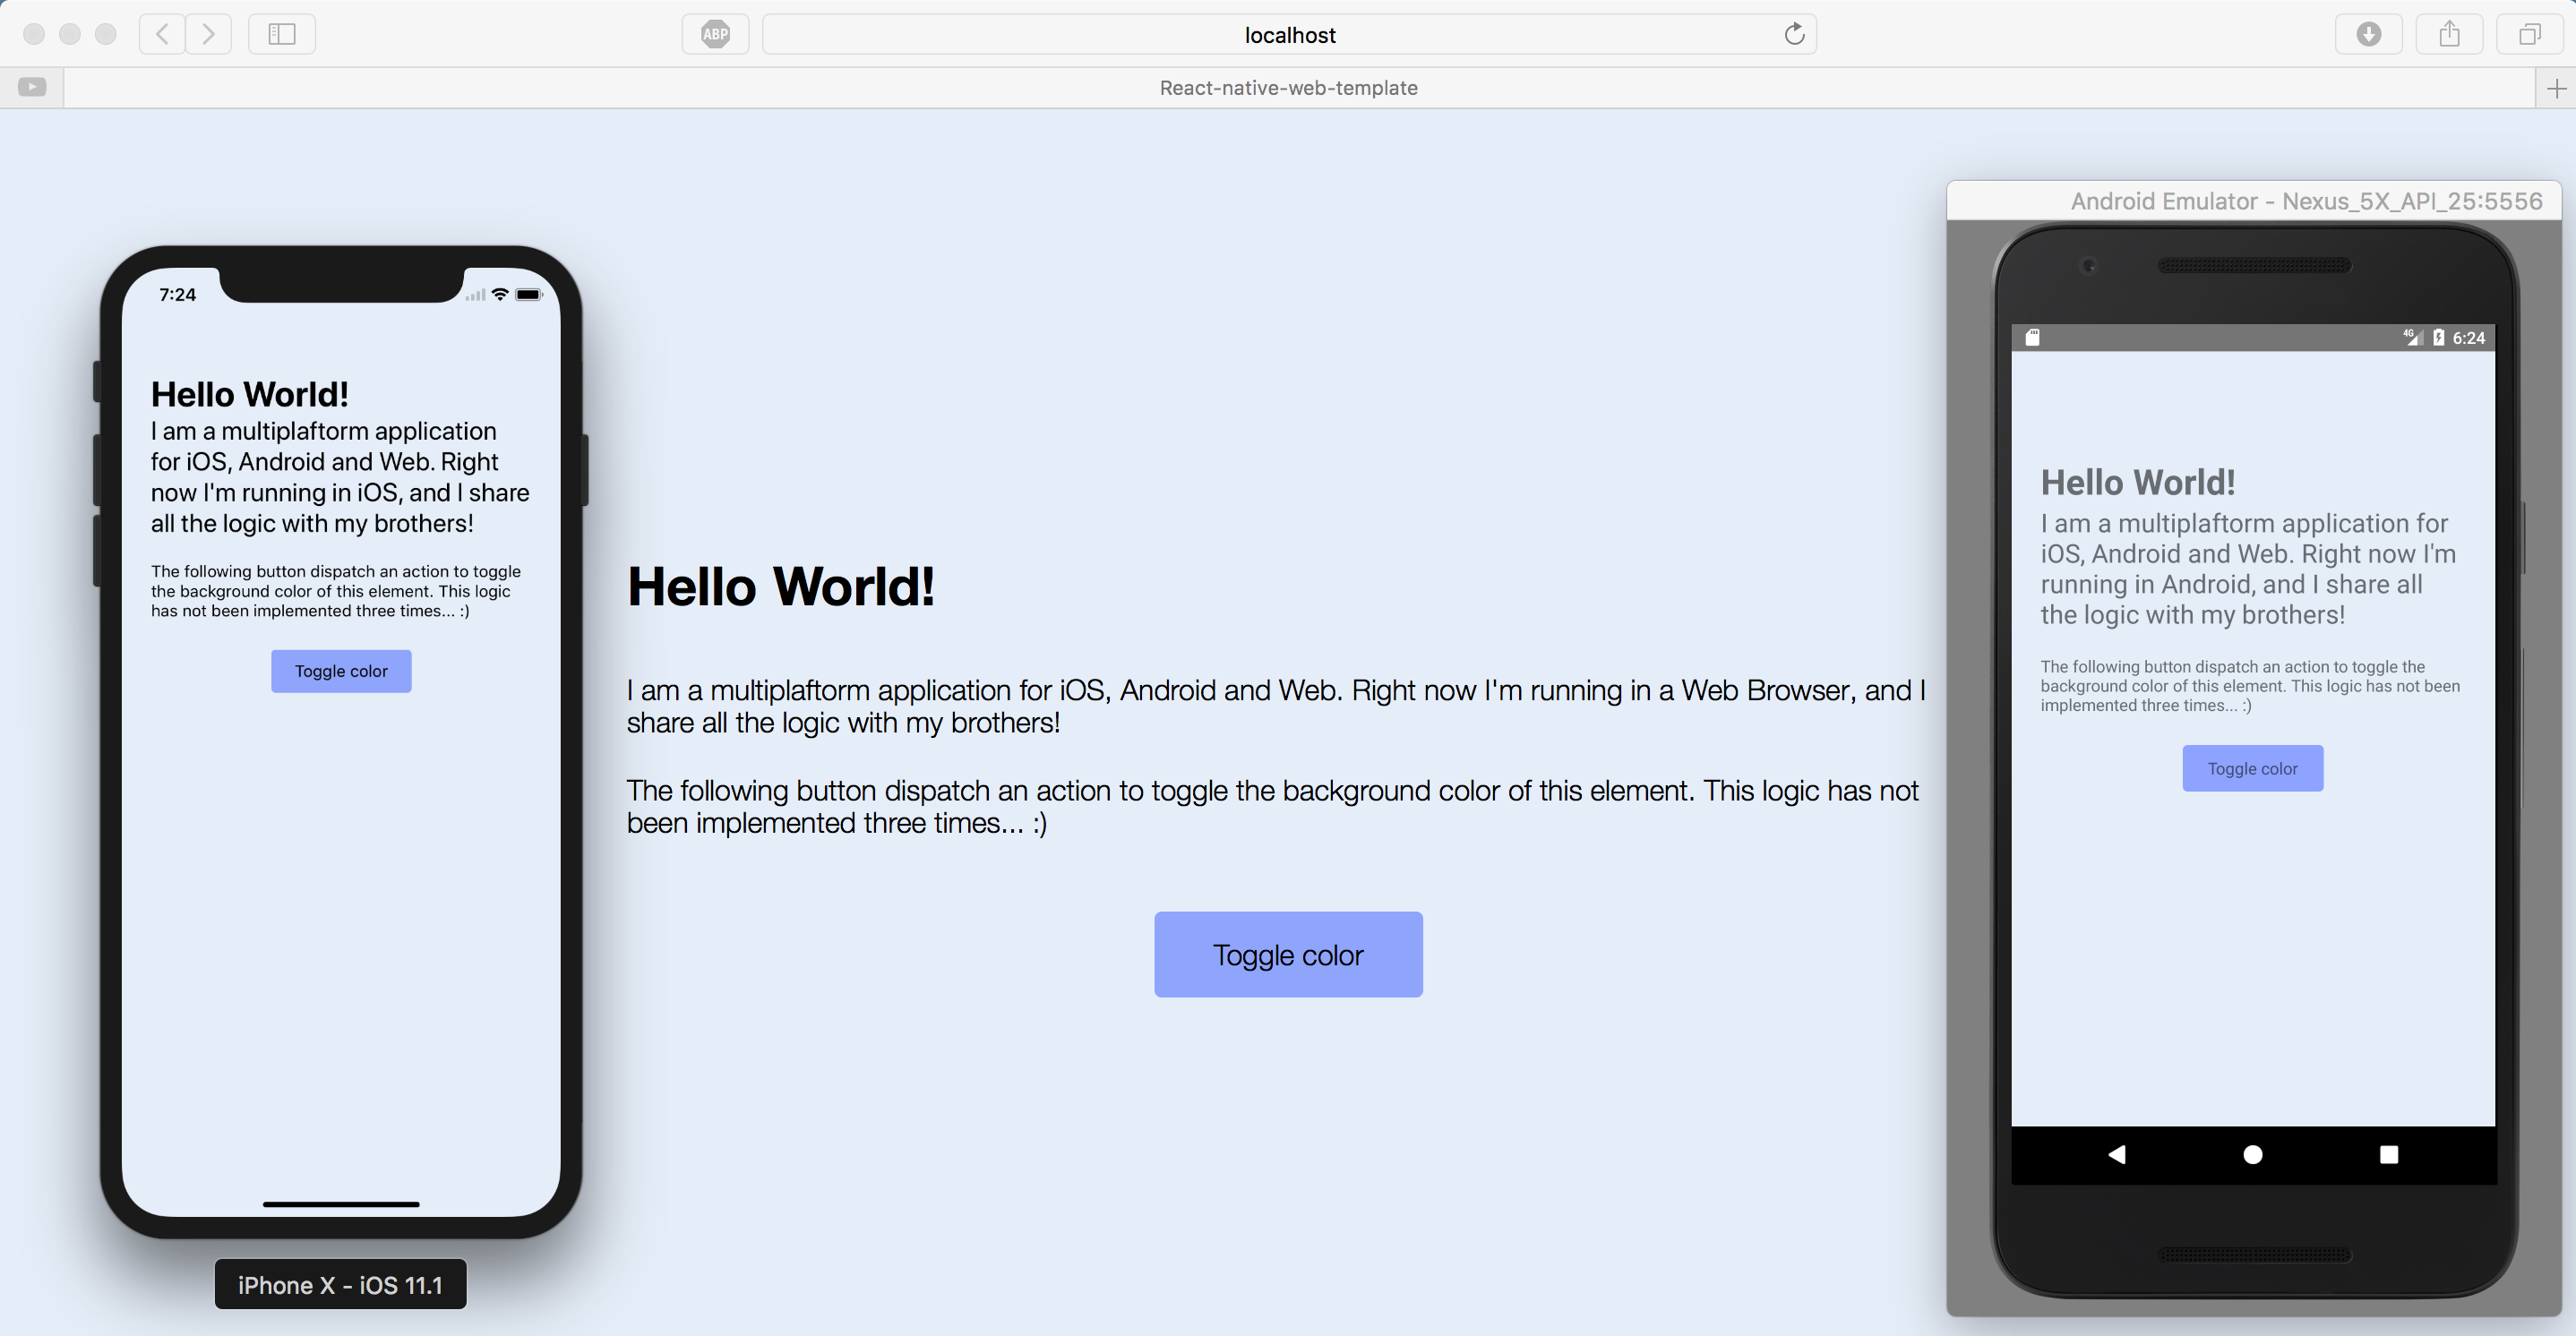 ABP
localhost
React-native-web-template
7:24
Hello World!
I am a multiplaftorm application
for iOS, Android and Web. Right
now I'm running in iOS, and I share
all the logic with my brothers!
The following button dispatch an action to toggle
the background color of this element. This logic
has not been implemented three times... :)
Toggle color
iPhone X - iOS 11.1
Hello World!
I am a multiplaftorm application for iOS, Android and Web. Right now I'm running in a Web Browser, and I
share all the logic with my brothers!
The following button dispatch an action to toggle the background color of this element. This logic has not
been implemented three times... :)
Toggle color
Android Emulator - Nexus_5X_API_25:5556
4G 6:24
Hello World!
I am a multiplaftorm application for
iOS, Android and Web. Right now I'm
running in Android, and I share all
the logic with my brothers!
The following button dispatch an action to toggle the
background color of this element. This logic has not been
implemented three times... :)
Toggle color